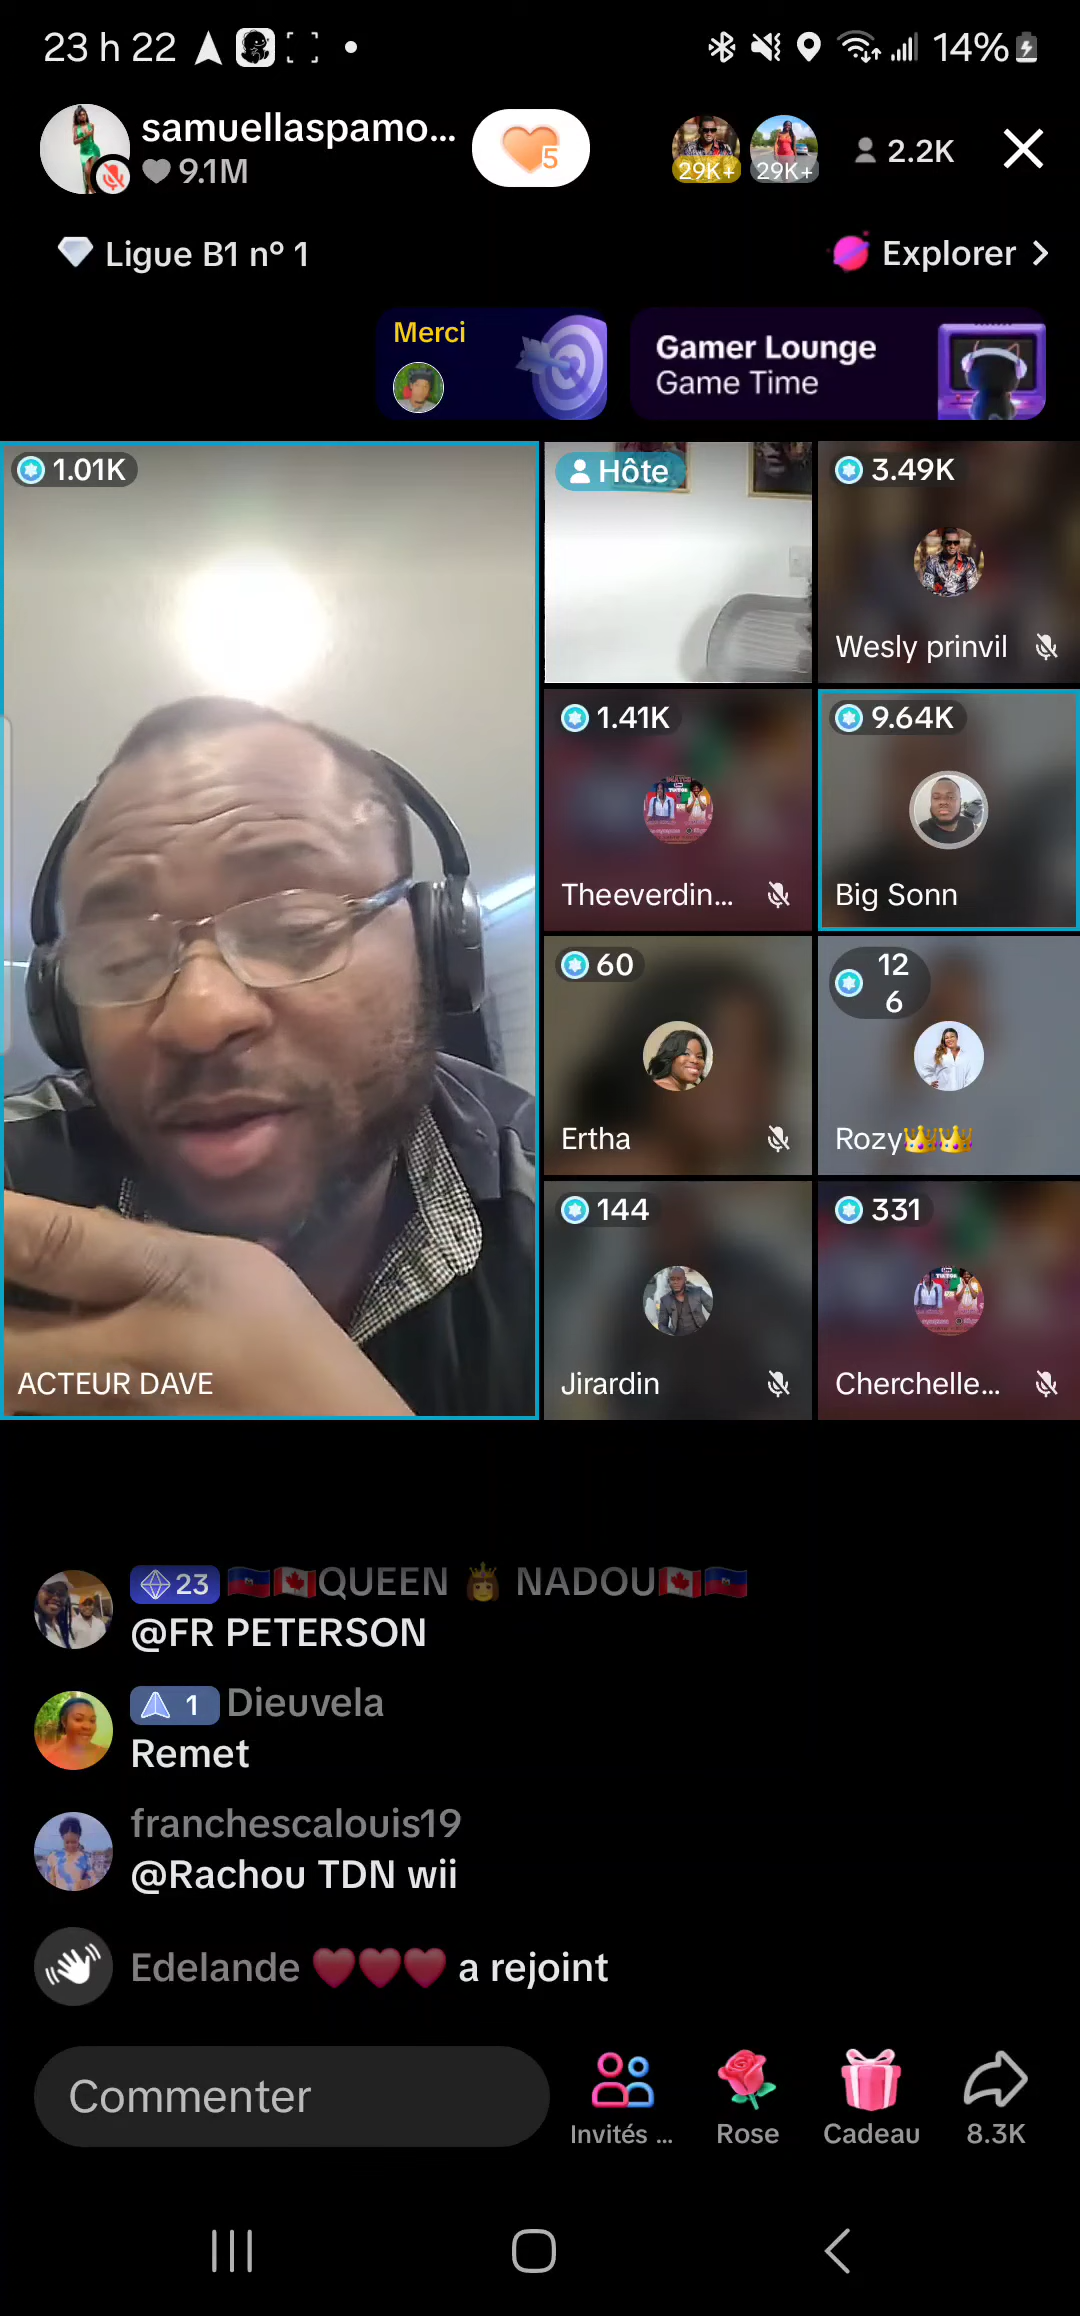 23 h 22
14%
samuellaspamo...
9.1M
5
29K+
29K+
2.2K
Ligue B1 nº 1
Explorer
Merci
Gamer Lounge
Game Time
1.01K
Hôte
3.49K
Wesly prinvil
1.41K
9.64K
Theeverdin...
Big Sonn
60
12
6
Ertha
Rozy👑👑
144
331
ACTEUR DAVE
Jirardin
Cherchelle...
23 🇭🇹🇨🇦QUEEN 👸 NADOU🇨🇦🇭🇹
@FR PETERSON
1 Dieuvela
Remet
franchescalouis19
@Rachou TDN wii
Edelande ❤️❤️❤️ a rejoint
Commenter
Invités ...
Rose
Cadeau
8.3K